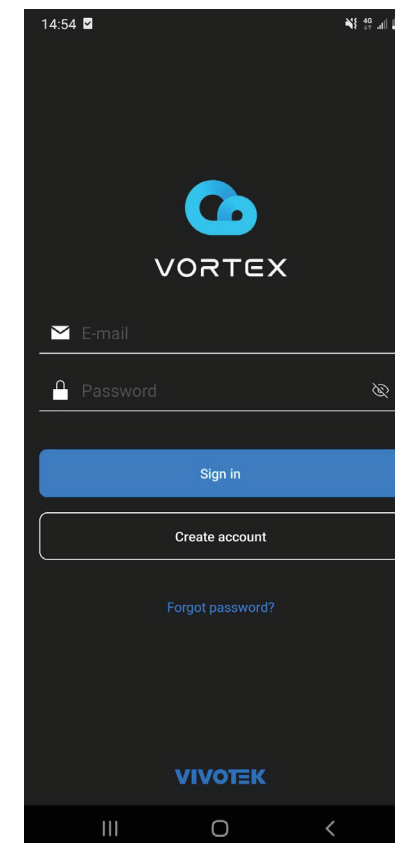 14:54
4G
VORTEX
E-mail
Password
Sign in
Create account
Forgot password?
VIVOTEK